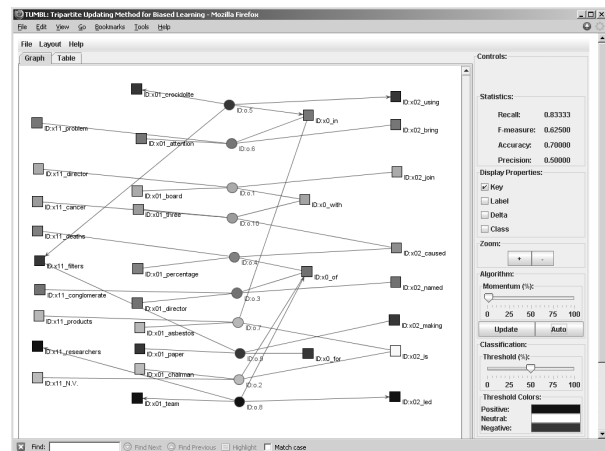 TUMBL: Tripartite Updating Method for Biased Learning - Mozilla Firefox
File Edit View Go Bookmarks Tools Help
File Layout Help
Graph Table
ID:x01_crocidolite
ID:o.5
ID:x02_using
ID:x0_in
ID:x11_problem
ID:x01_attention
ID:o.6
ID:x02_bring
ID:x11_director
ID:x01_board
ID:o.1
ID:x02_join
ID:x0_with
ID:x11_cancer
ID:x01_three
ID:o.10
ID:x11_deaths
ID:x02_caused
ID:o.4
ID:x11_filters
ID:x01_percentage
ID:x0_of
ID:x11_conglomerate
ID:x01_director
ID:o.3
ID:x02_named
ID:x11_products
ID:x01_asbestos
ID:o.7
ID:x02_making
ID:x11_researchers
ID:x01_paper
ID:o.9
ID:x0_for
ID:x02_is
ID:x11_N.V.
ID:x01_chairman
ID:o.2
ID:x01_team
ID:o.8
ID:x02_led
Controls:
Statistics:
Recall: 0.83333
F-measure: 0.62500
Accuracy: 0.70000
Precision: 0.50000
Display Properties:
Key
Label
Delta
Class
Zoom:
+ -
Algorithm:
Momentum (%):
0 25 50 75 100
Update Auto
Classification:
Threshold (%):
0 25 50 75 100
Threshold Colors:
Positive:
Neutral:
Negative:
Find: Find Next Find Previous Highlight Match case